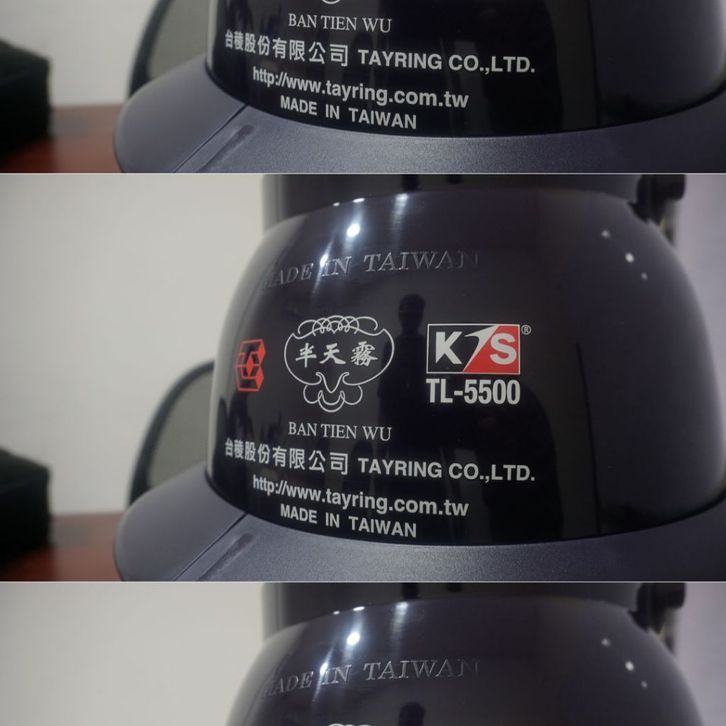 BAN TIEN WU
台稜股份有限公司 TAYRING CO.,LTD.
http://www.tayring.com.tw
MADE IN TAIWAN
MADE IN TAIWAN
半天霧
KS®
TL-5500
BAN TIEN WU
台稜股份有限公司 TAYRING CO.,LTD.
http://www.tayring.com.tw
MADE IN TAIWAN
MADE IN TAIWAN